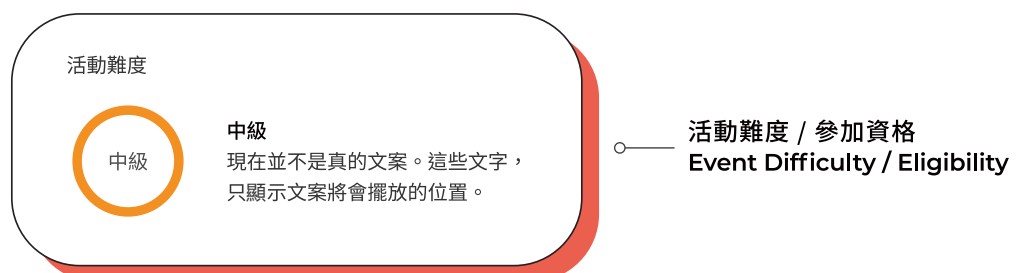 活動難度
中級
中級
現在並不是真的文案。這些文字，
只顯示文案將會擺放的位置。
活動難度 / 參加資格
Event Difficulty / Eligibility